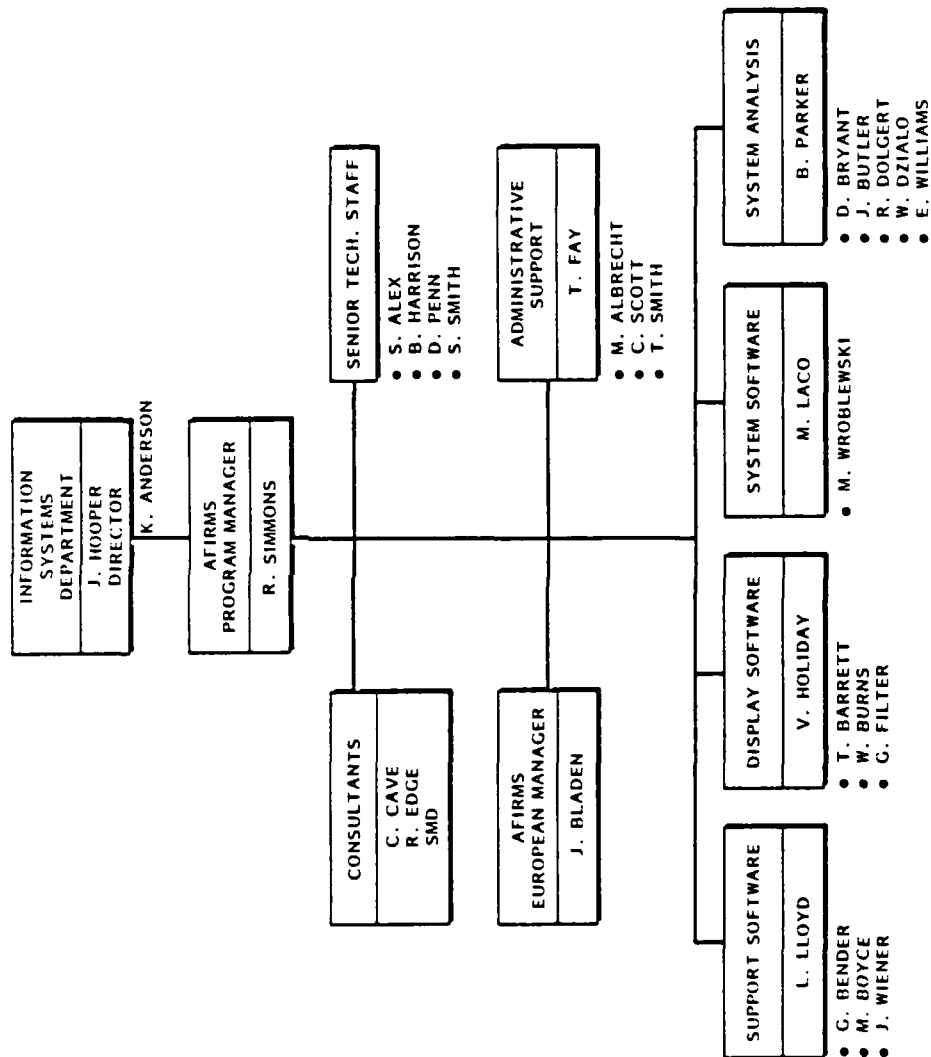 INFORMATION
SYSTEMS
DEPARTMENT
J. HOOPER
DIRECTOR
K. ANDERSON
AFIRMS
PROGRAM MANAGER
R. SIMMONS
CONSULTANTS
C. CAVE
R. EDGE
SMD
SENIOR TECH. STAFF
• S. ALEX
• B. HARRISON
• D. PENN
• S. SMITH
AFIRMS
EUROPEAN MANAGER
J. BLADEN
ADMINISTRATIVE
SUPPORT
T. FAY
• M. ALBRECHT
• C. SCOTT
• T. SMITH
SUPPORT SOFTWARE
L. LLOYD
• G. BENDER
• M. BOYCE
• J. WIENER
DISPLAY SOFTWARE
V. HOLIDAY
• T. BARRETT
• W. BURNS
• G. FILTER
SYSTEM SOFTWARE
M. LACO
• M. WROBLEWSKI
SYSTEM ANALYSIS
B. PARKER
• D. BRYANT
• J. BUTLER
• R. DOLGERT
• W. DZIALO
• E. WILLIAMS